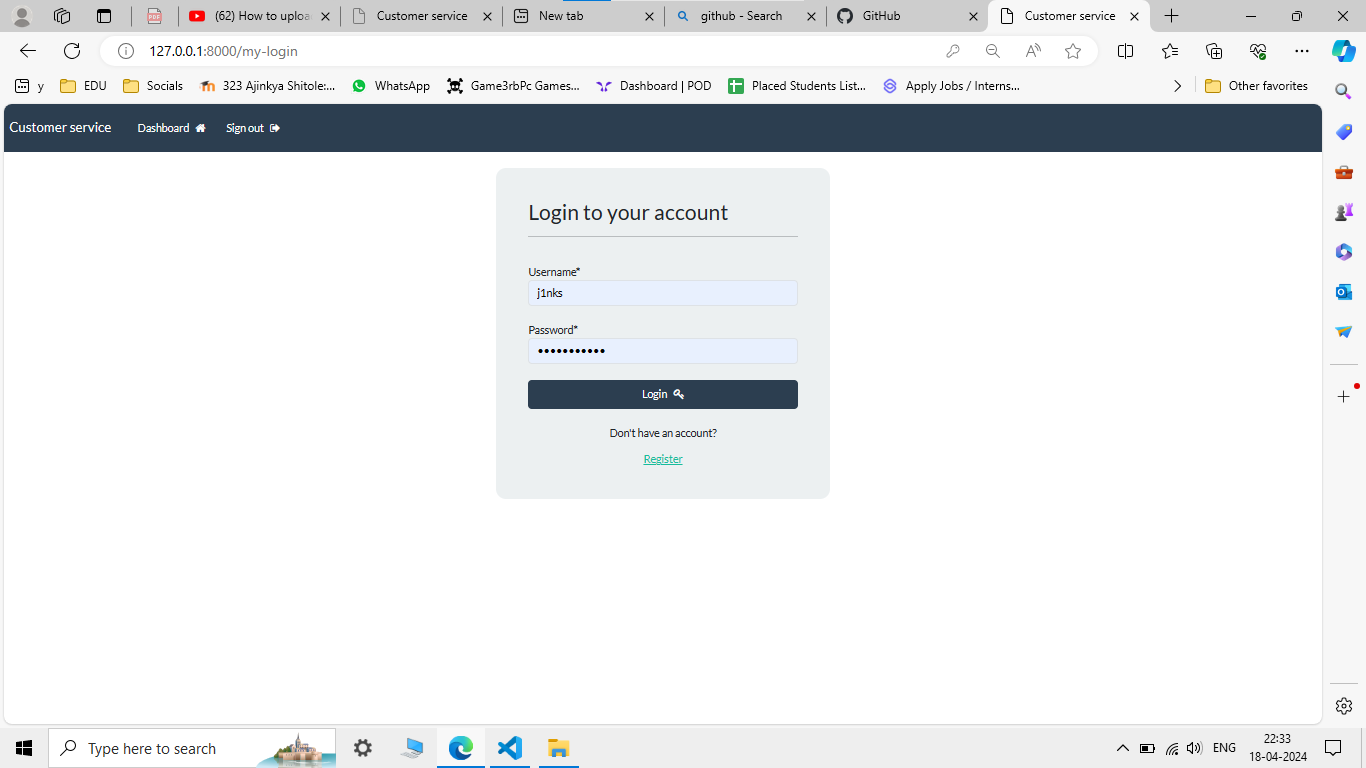 PDF
(62) How to uploa
Customer service
New tab
github - Search
GitHub
Customer service
127.0.0.1:8000/my-login
y
EDU
Socials
323 Ajinkya Shitole:...
WhatsApp
Game3rbPc Games...
Dashboard | POD
Placed Students List...
Apply Jobs / Interns...
Other favorites
Customer service
Dashboard
Sign out
Login to your account
Username*
j1nks
Password*
•••••••••••
Login
Don't have an account?
Register
Type here to search
ENG
22:33
18-04-2024